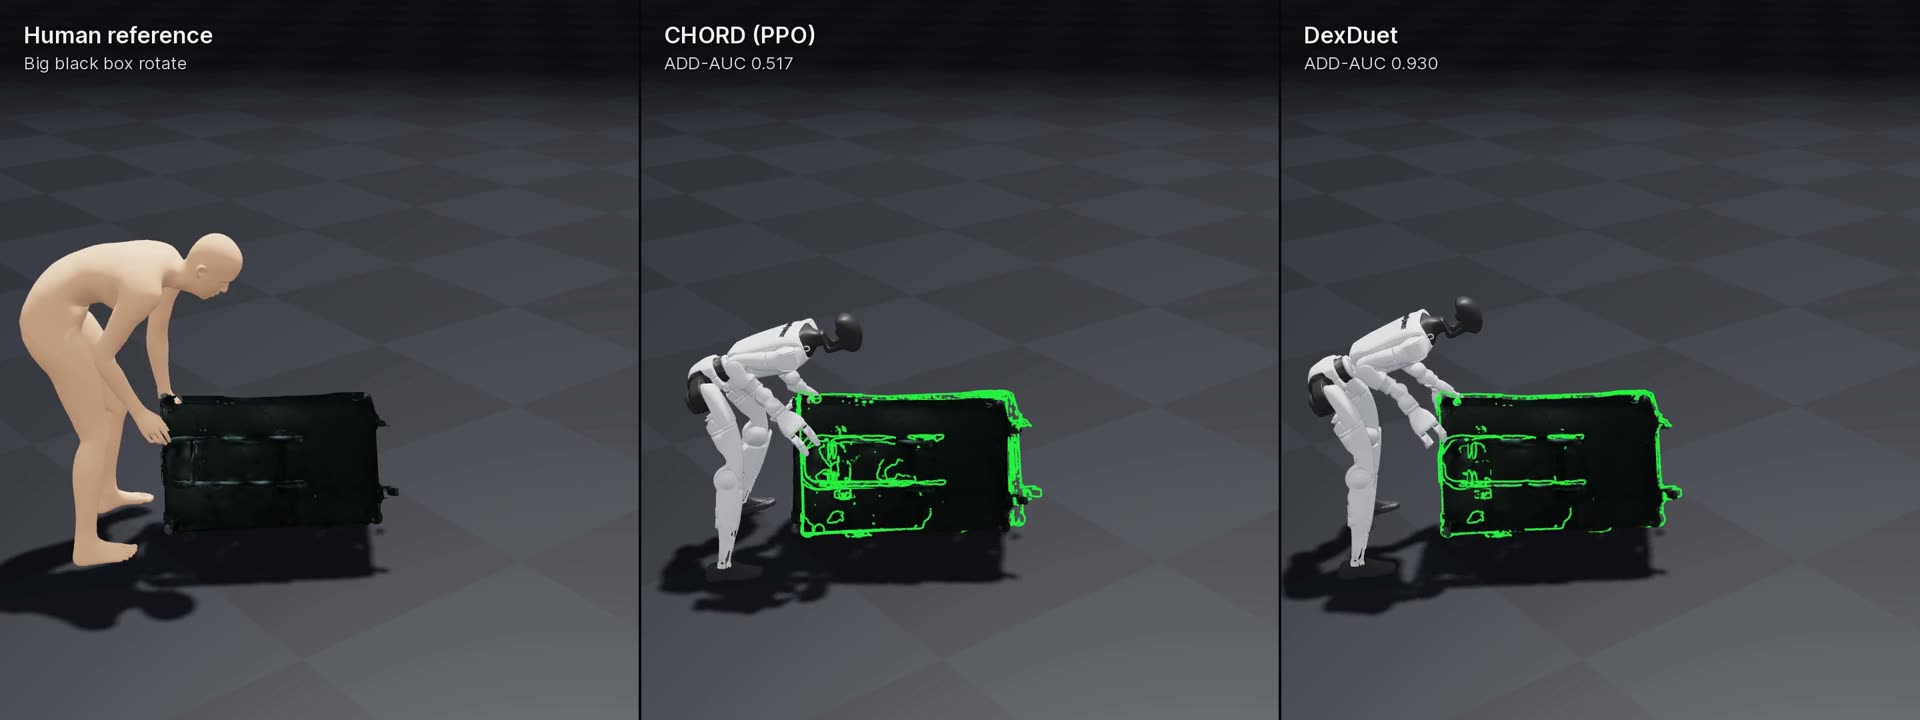 Human reference
Big black box rotate
CHORD (PPO)
ADD-AUC 0.517
DexDuet
ADD-AUC 0.930